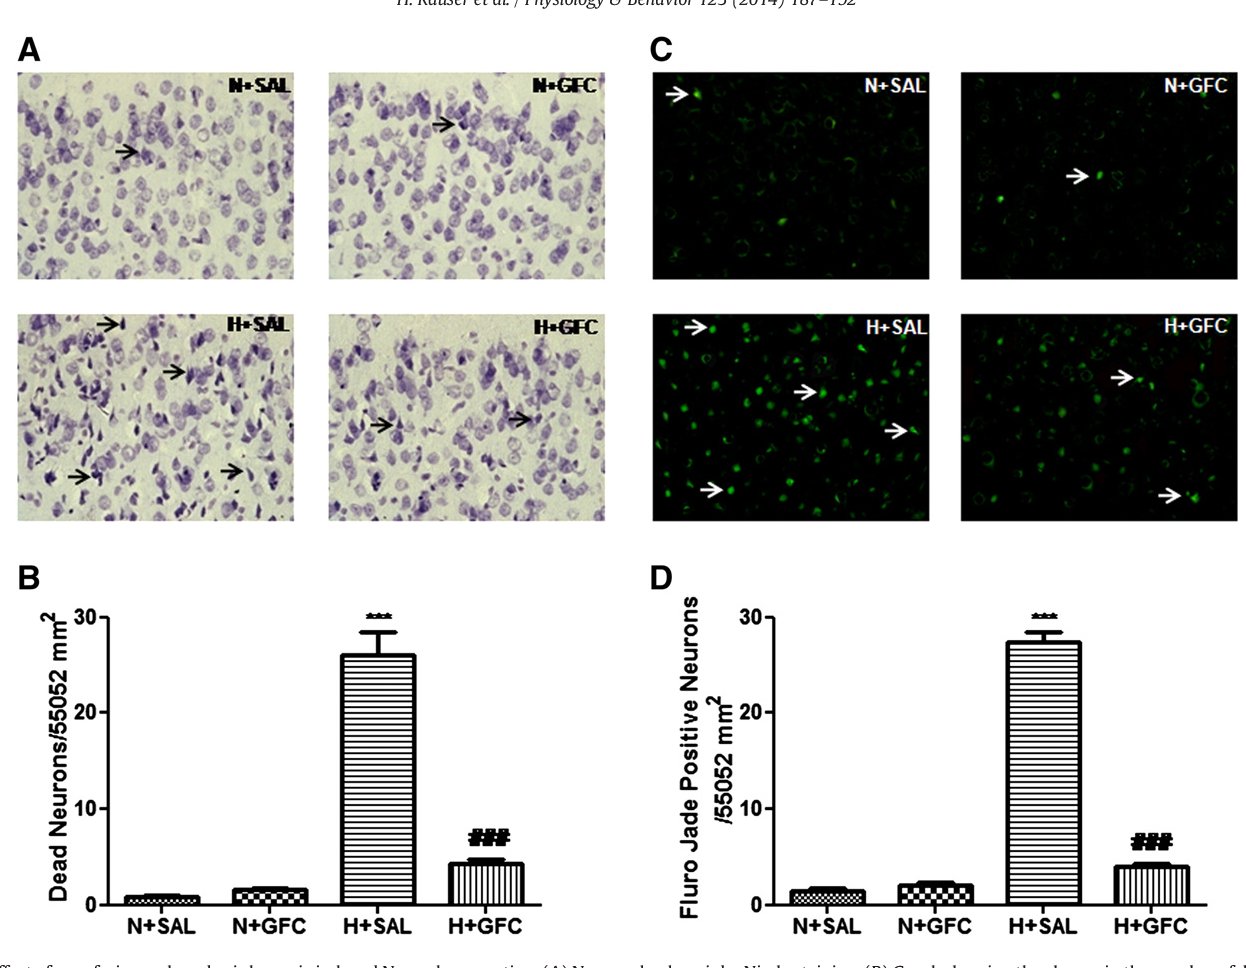 H. Kauser et al. / Physiology & Behavior 123 (2014) 187–192
A
N+SAL
N+GFC
H+SAL
H+GFC
C
N+SAL
N+GFC
H+SAL
H+GFC
B
Dead Neurons/55052 mm²
30
20
10
0
***
###
N+SAL
N+GFC
H+SAL
H+GFC
D
Fluro Jade Positive Neurons
/55052 mm²
30
20
10
0
***
###
N+SAL
N+GFC
H+SAL
H+GFC